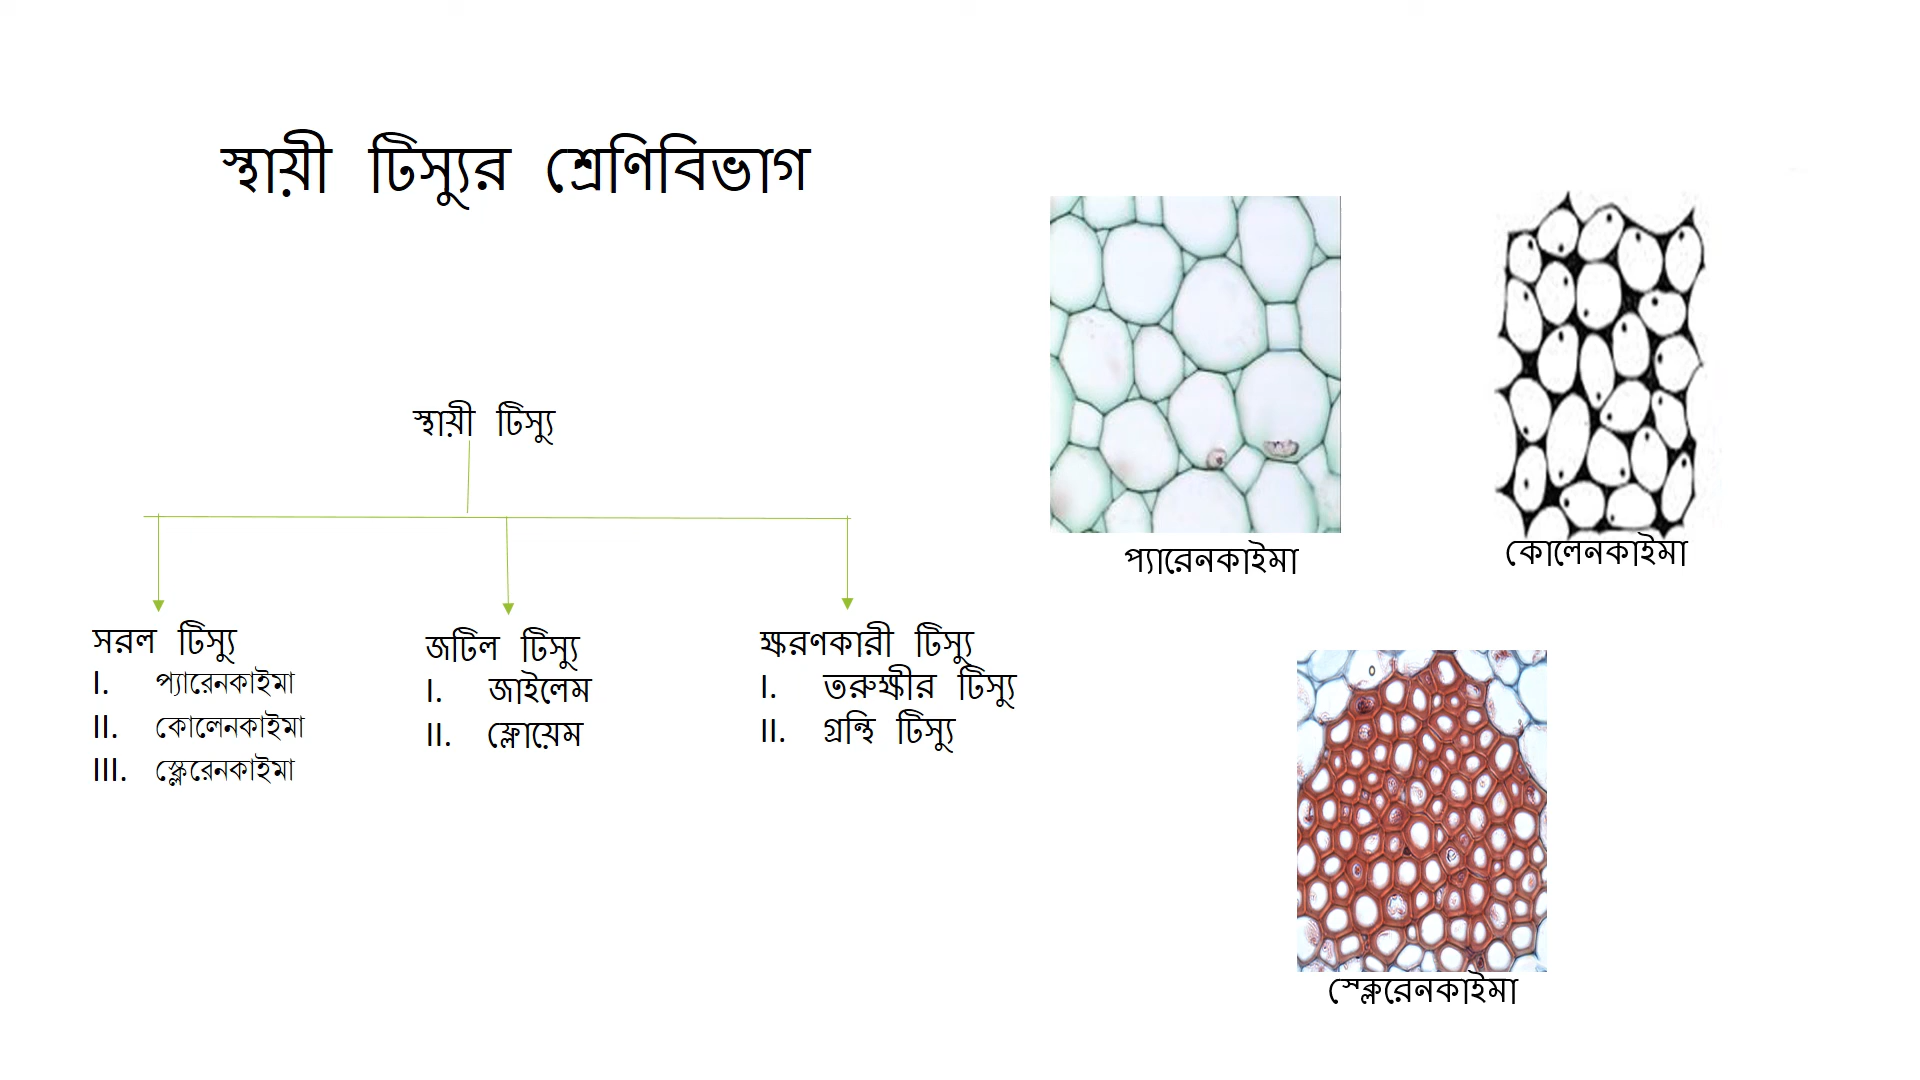 স্থায়ী টিস্যুর শ্রেণিবিভাগ
স্থায়ী টিস্যু
সরল টিস্যু
I. প্যারেনকাইমা
II. কোলেনকাইমা
III. স্ক্লেরেনকাইমা
জটিল টিস্যু
I. জাইলেম
II. ফ্লোয়েম
ক্ষরণকারী টিস্যু
I. তরুক্ষীর টিস্যু
II. গ্রন্থি টিস্যু
প্যারেনকাইমা
কোলেনকাইমা
স্ক্লেরেনকাইমা